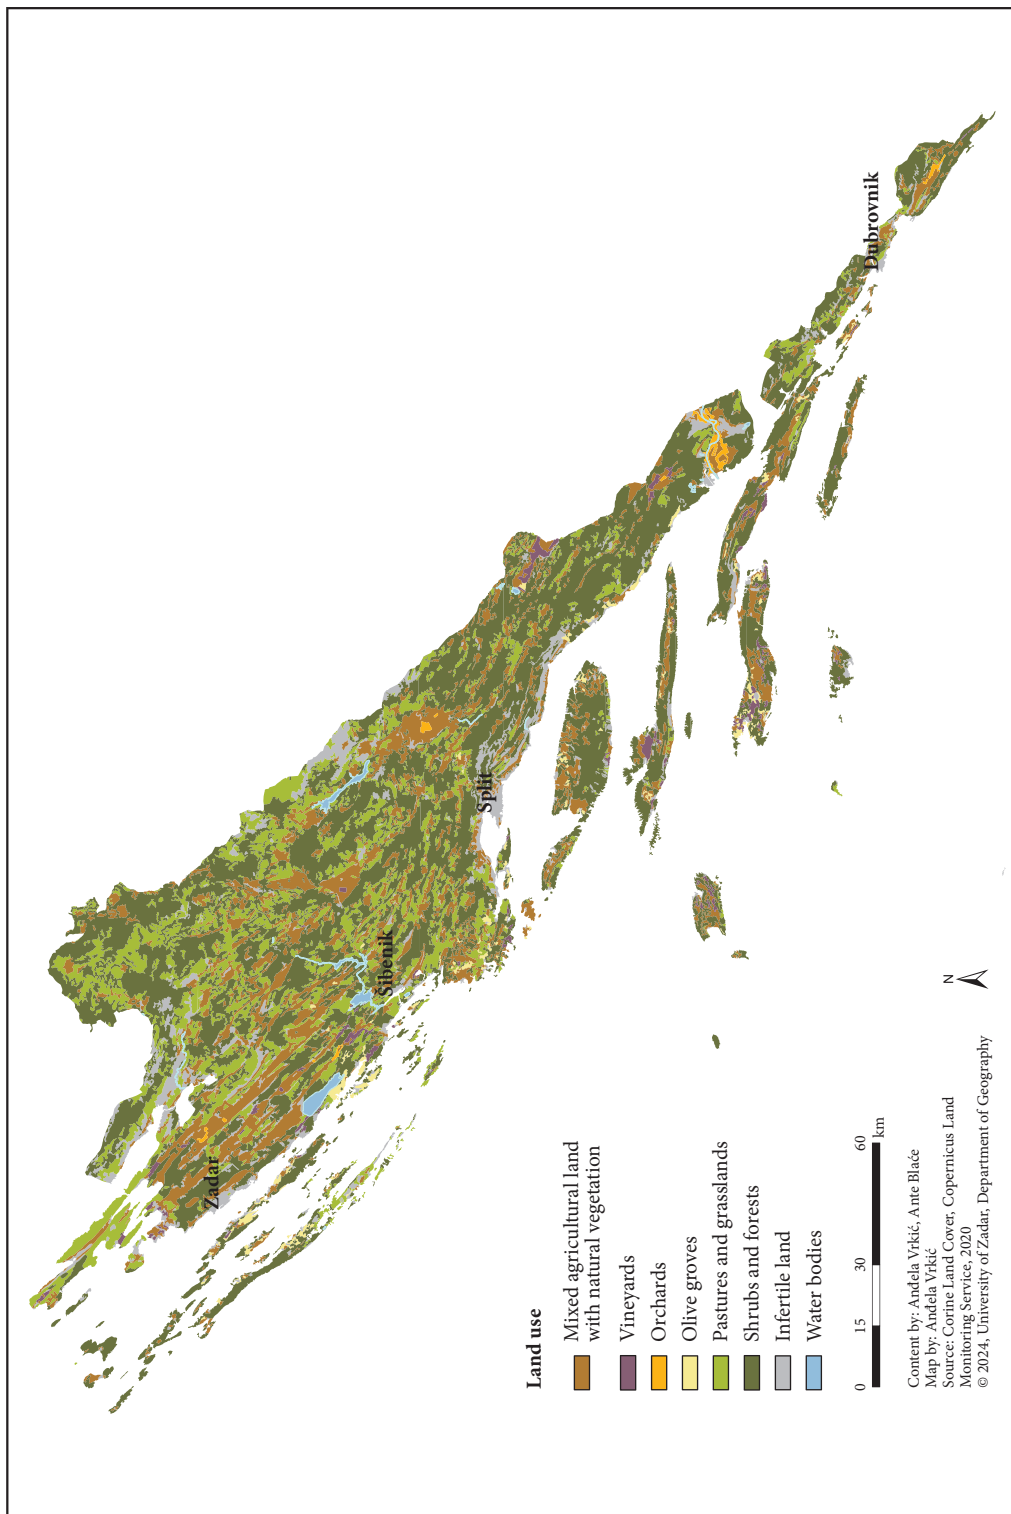 Zadar
Šibenik
Split
Dubrovnik
Land use
Mixed agricultural land
with natural vegetation
Vineyards
Orchards
Olive groves
Pastures and grasslands
Shrubs and forests
Infertile land
Water bodies
0 15 30 60
km
N
Content by: Anđela Vrkić, Ante Blaće
Map by: Anđela Vrkić
Source: Corine Land Cover, Copernicus Land
Monitoring Service, 2020
© 2024, University of Zadar, Department of Geography